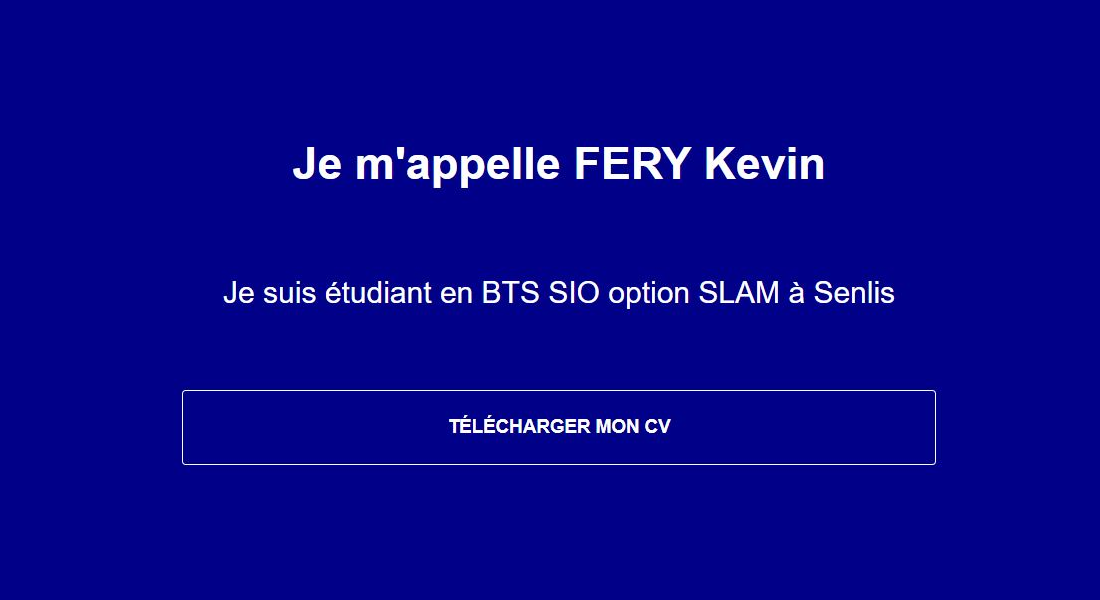 Je m'appelle FERY Kevin
Je suis étudiant en BTS SIO option SLAM à Senlis
TÉLÉCHARGER MON CV